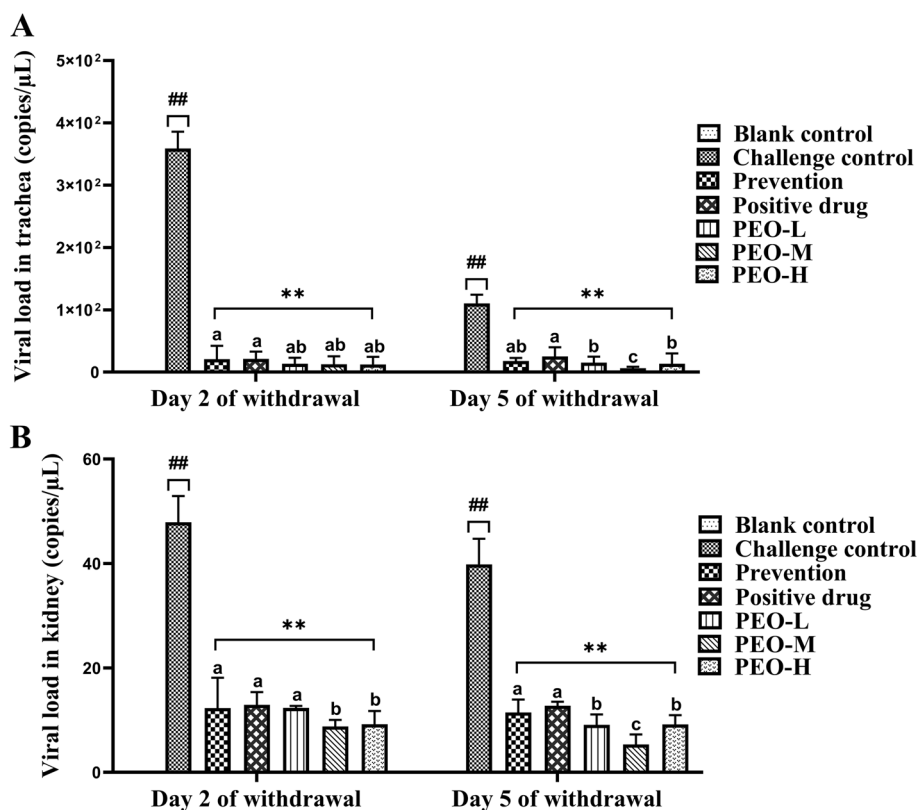 A
Viral load in trachea (copies/μL)
5×10²
4×10²
3×10²
2×10²
1×10²
0
##
**
a a ab ab ab
##
**
ab a b c b
Day 2 of withdrawal
Day 5 of withdrawal
Blank control
Challenge control
Prevention
Positive drug
PEO-L
PEO-M
PEO-H
B
Viral load in kidney (copies/μL)
60
40
20
0
##
**
a a a b b
##
**
a a b c b
Day 2 of withdrawal
Day 5 of withdrawal
Blank control
Challenge control
Prevention
Positive drug
PEO-L
PEO-M
PEO-H